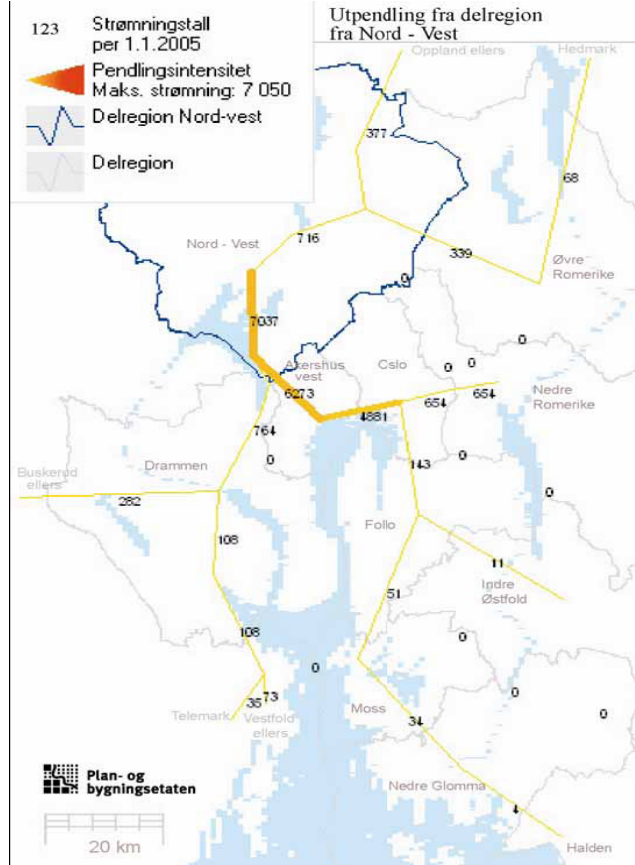 Utpendling fra delregion
fra Nord - Vest
123 Strømningstall
per 1.1.2005
Pendlingsintensitet
Maks. strømning: 7 050
Delregion Nord-vest
Delregion
Oppland ellers
Hedmark
377
68
Nord - Vest
716
339
Øvre
Romerike
0
7037
0
Akershus
vest
Oslo
0
0
6273
4881
654
654
Nedre
Romerike
764
0
143
0
Drammen
Buskerud
ellers
282
0
108
Follo
11
51
Indre
Østfold
108
0
0
0
73
35
Telemark
Vestfold
ellers
Moss
34
0
Plan- og
bygningsetaten
Nedre Glomma
4
20 km
Halden